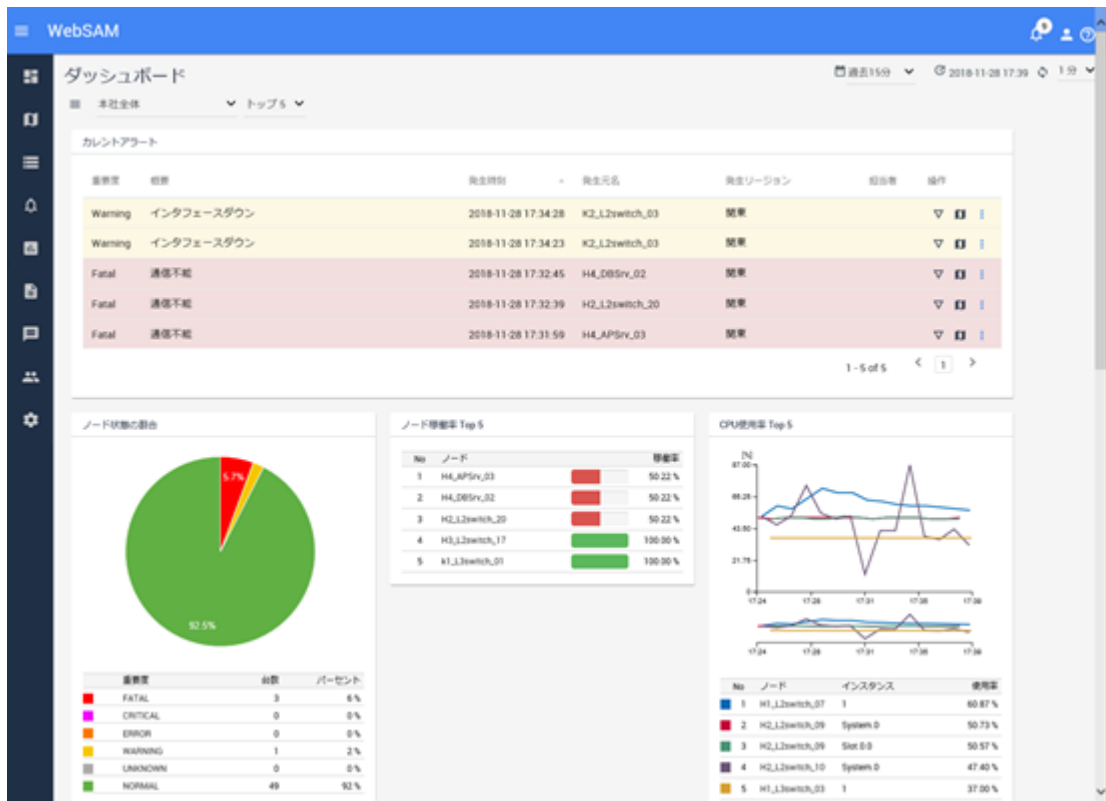 WebSAM
ダッシュボード
過去15分
2018-11-28 17:39
1分
本社全体
トップ 5
カレントアラート
重要度 概要 発生時刻 発生元名 発生リージョン 担当者 操作
Warning インタフェースダウン 2018-11-28 17:34:28 K2_L2switch_03 関東
Warning インタフェースダウン 2018-11-28 17:34:23 K2_L2switch_03 関東
Fatal 通信不能 2018-11-28 17:32:45 H4_DBSrv_02 関東
Fatal 通信不能 2018-11-28 17:32:39 H2_L2switch_20 関東
Fatal 通信不能 2018-11-28 17:31:59 H4_APSrv_03 関東
1 - 5 of 5
1
ノード状態の割合
5.7%
92.5%
重要度 台数 パーセント
FATAL 3 6 %
CRITICAL 0 0 %
ERROR 0 0 %
WARNING 1 2 %
UNKNOWN 0 0 %
NORMAL 49 92 %
ノード稼働率 Top 5
No ノード 稼働率
1 H4_APSrv_03 50.22 %
2 H4_DBSrv_02 50.22 %
3 H2_L2switch_20 50.22 %
4 H3_L2switch_17 100.00 %
5 k1_L3switch_01 100.00 %
CPU使用率 Top 5
[%]
87.00
65.25
43.50
21.75
0
17:24 17:28 17:31 17:35 17:39
17:24 17:28 17:31 17:35 17:39
No ノード インスタンス 使用率
1 H1_L2switch_07 1 60.87 %
2 H2_L2switch_09 System.0 50.73 %
3 H2_L2switch_09 Slot 0.0 50.57 %
4 H2_L2switch_10 System.0 47.40 %
5 H1_L3switch_03 1 37.00 %